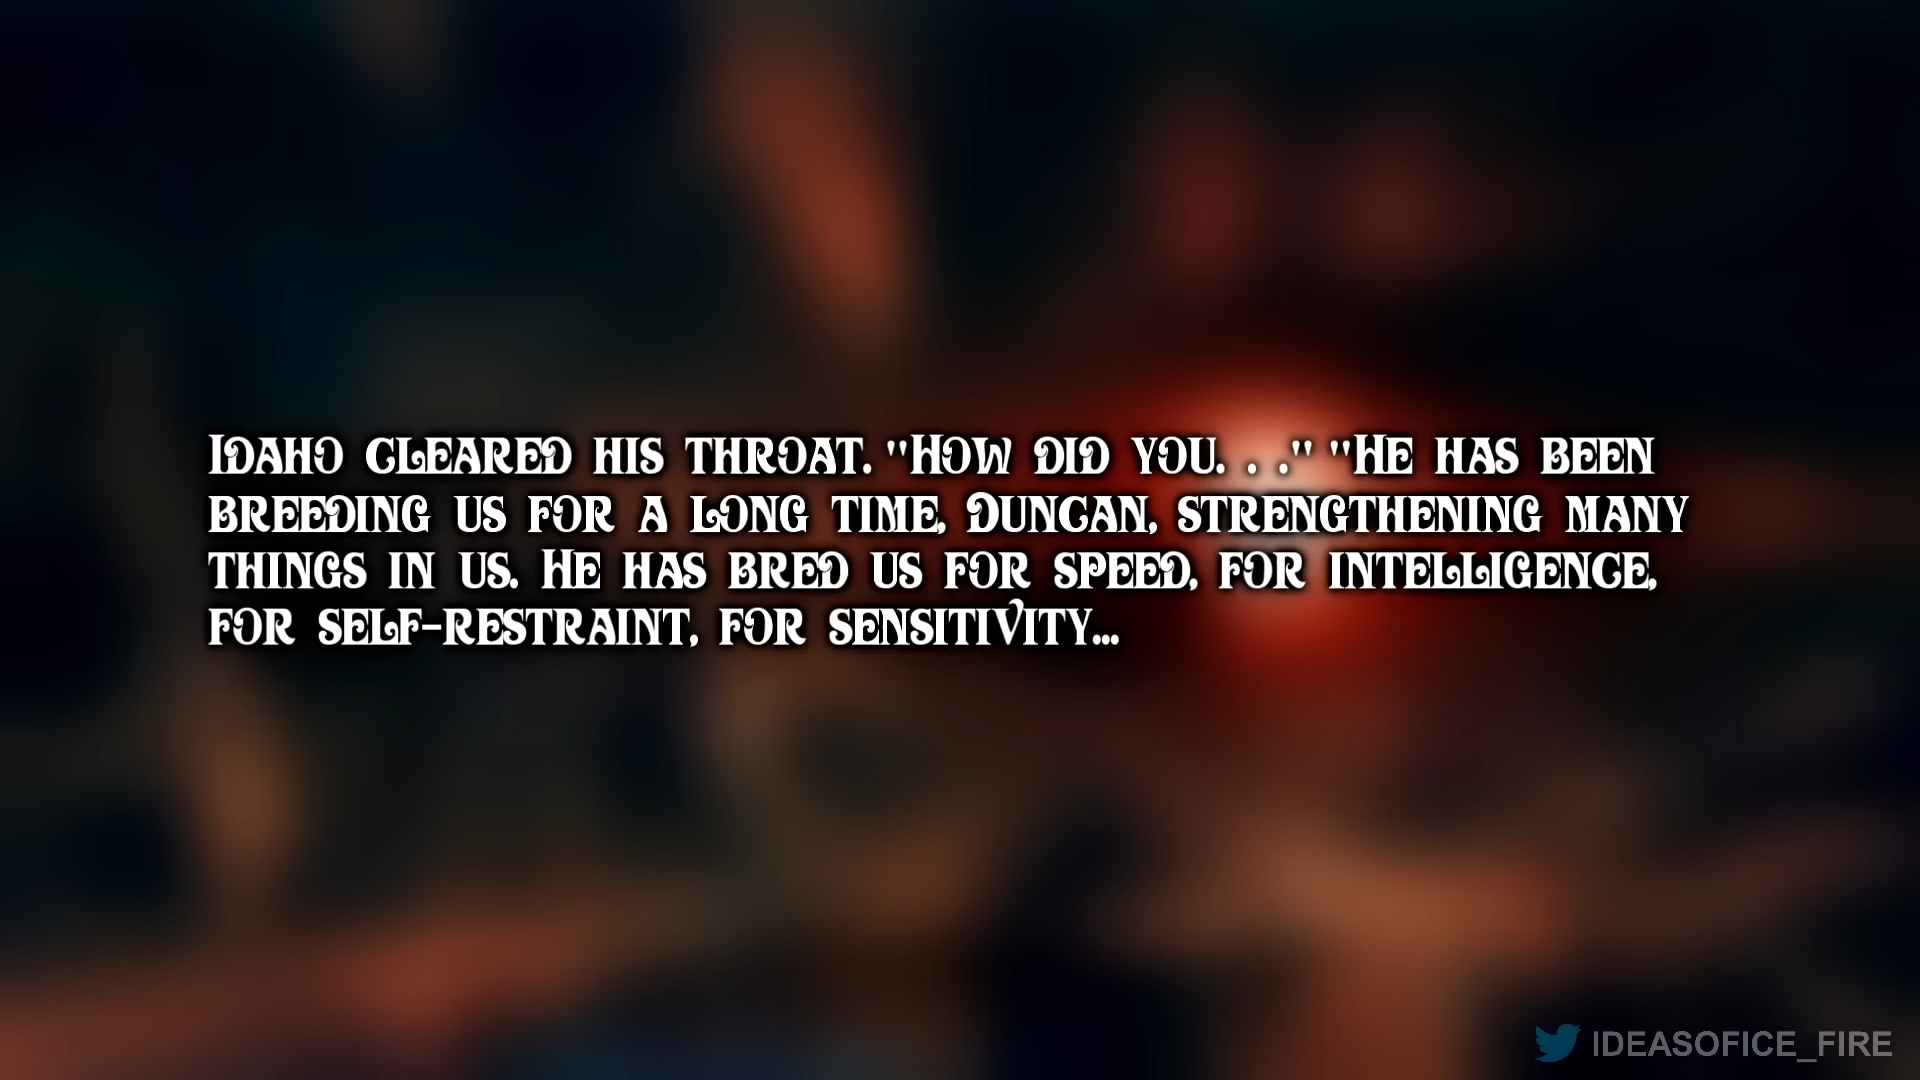 Idaho cleared his throat. "How did you. . ." "He has been
breeding us for a long time, Duncan, strengthening many
things in us. He has bred us for speed, for intelligence,
for self-restraint, for sensitivity...
IDEASOFICE_FIRE